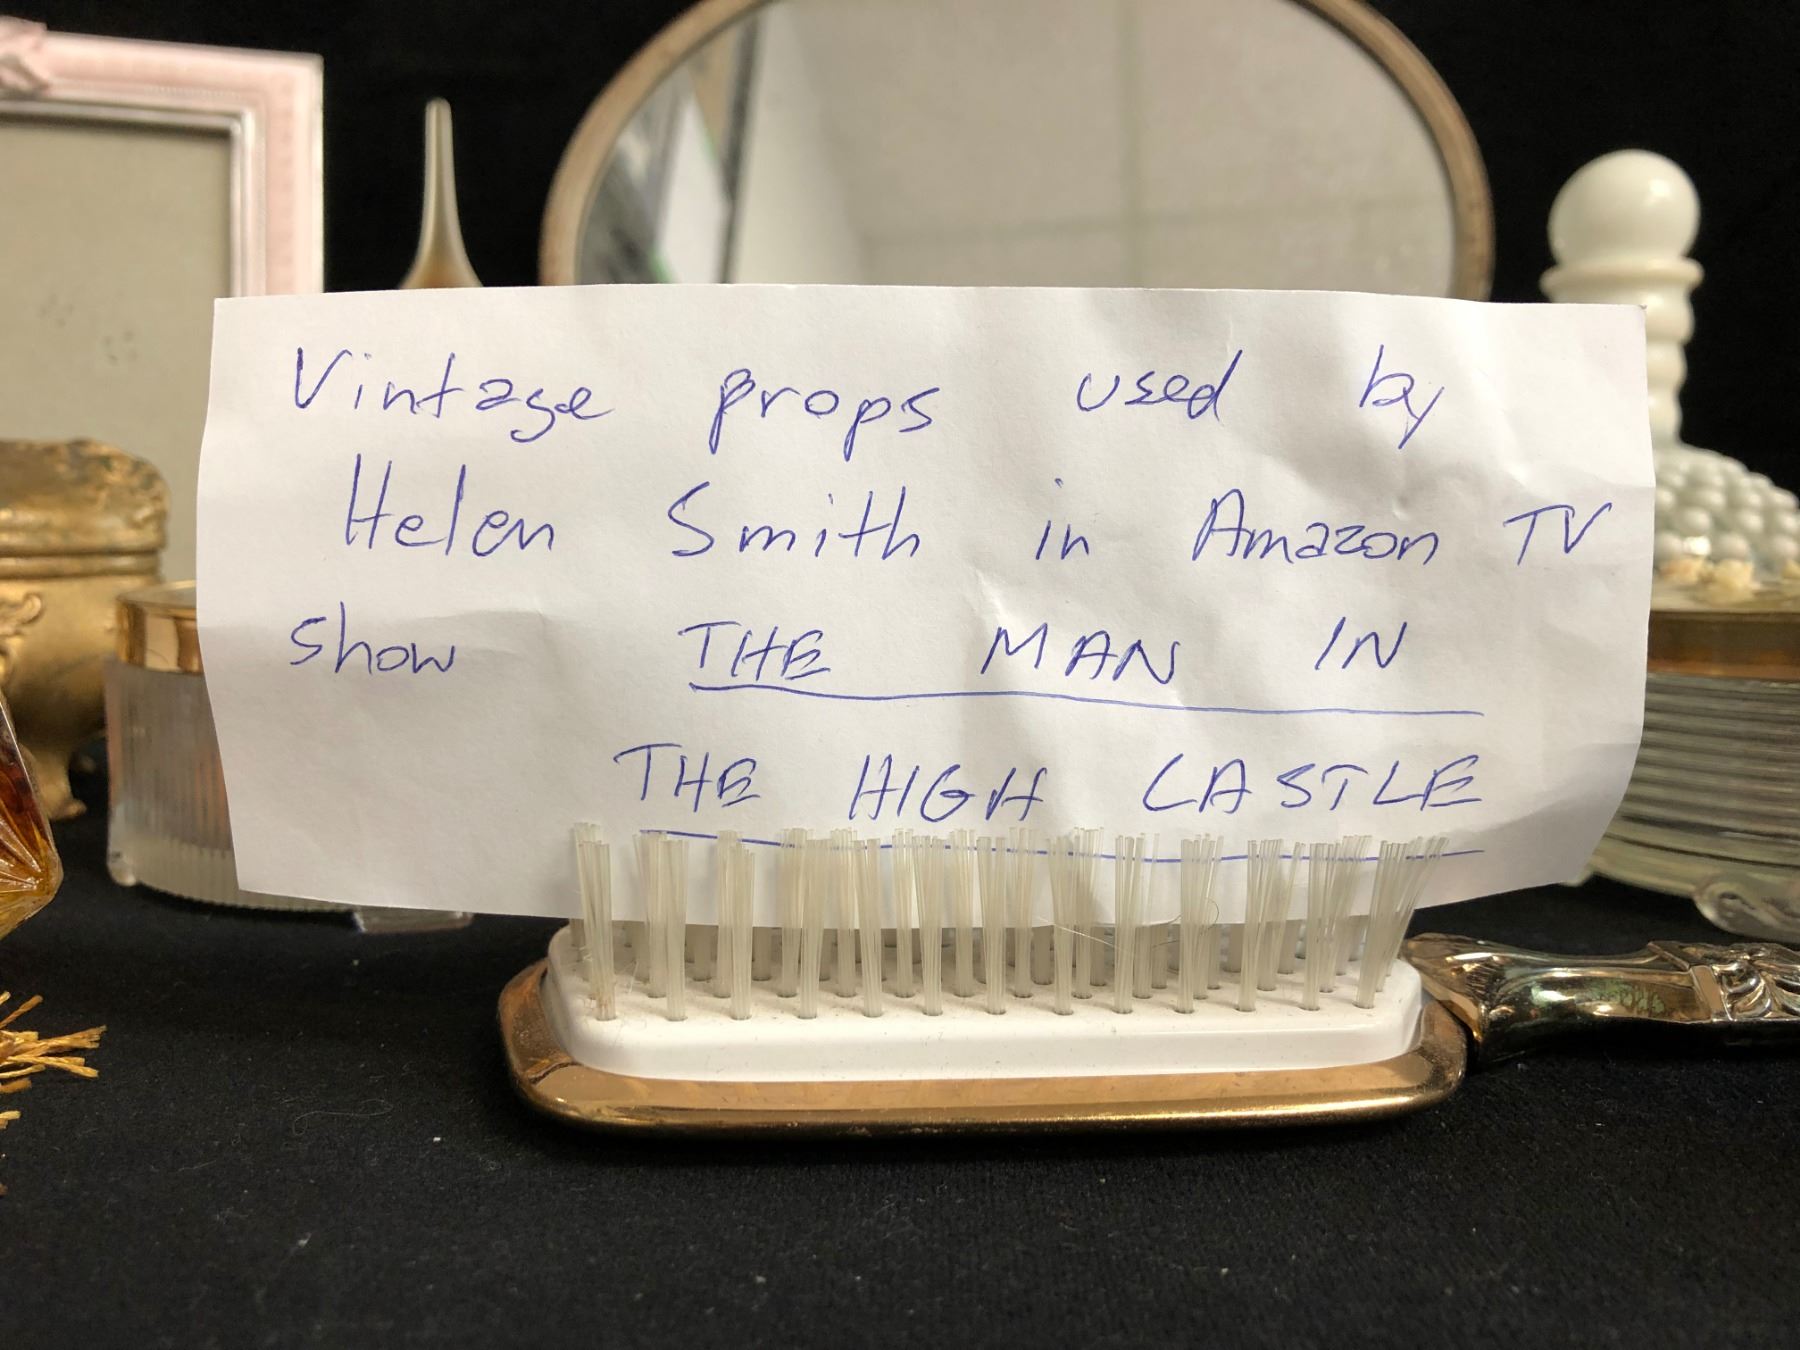 Vintage props used by
Helen Smith in Amazon TV
show THE MAN IN
THE HIGH CASTLE